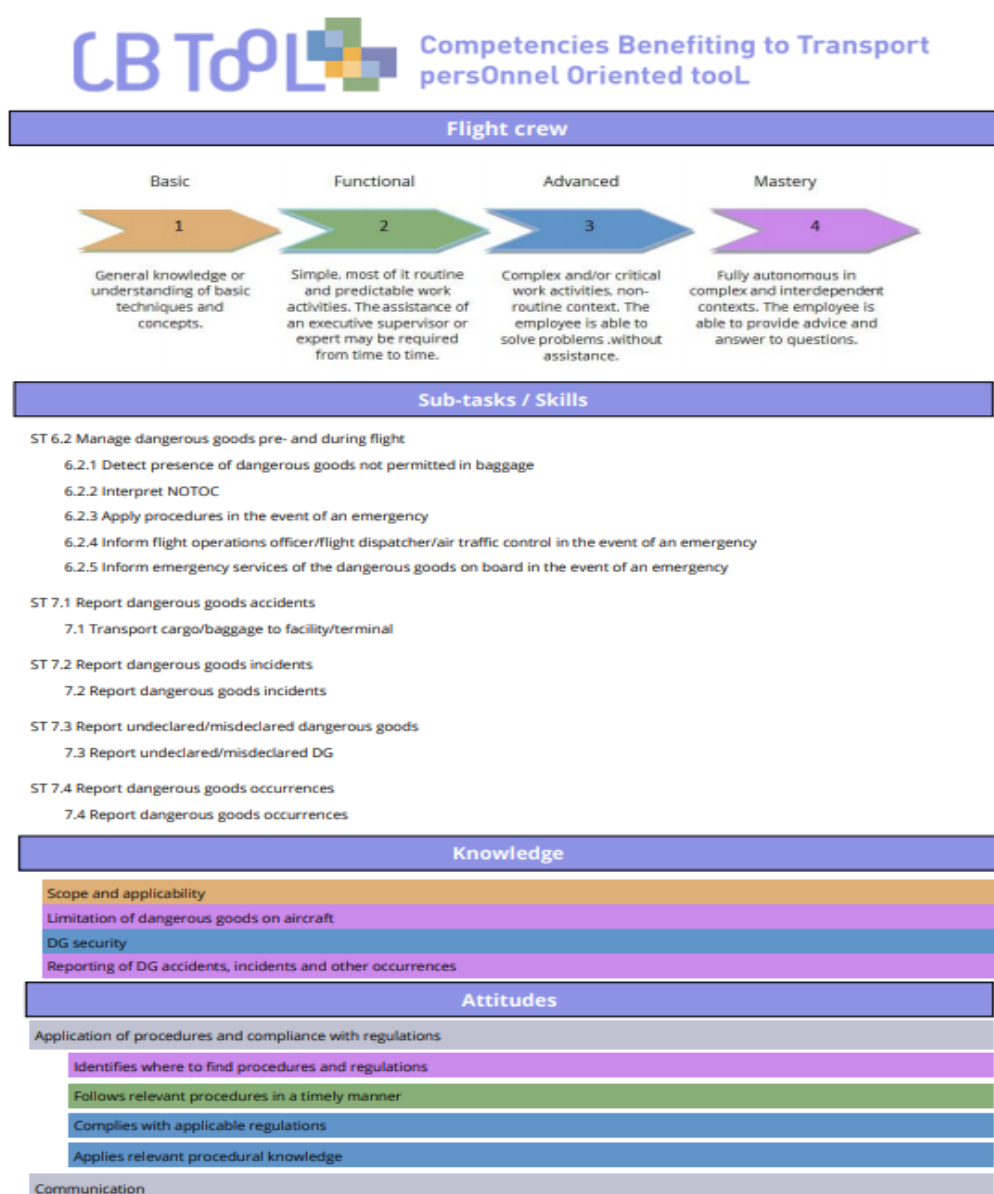 CB TOOL
Competencies Benefiting to Transport
persOnnel Oriented tooL
Flight crew
Basic
Functional
Advanced
Mastery
1
2
3
4
General knowledge or
understanding of basic
techniques and
concepts.
Simple, most of it routine
and predictable work
activities. The assistance of
an executive supervisor or
expert may be required
from time to time.
Complex and/or critical
work activities, non-
routine context. The
employee is able to
solve problems .without
assistance.
Fully autonomous in
complex and interdependent
contexts. The employee is
able to provide advice and
answer to questions.
Sub-tasks / Skills
ST 6.2 Manage dangerous goods pre- and during flight
6.2.1 Detect presence of dangerous goods not permitted in baggage
6.2.2 Interpret NOTOC
6.2.3 Apply procedures in the event of an emergency
6.2.4 Inform flight operations officer/flight dispatcher/air traffic control in the event of an emergency
6.2.5 Inform emergency services of the dangerous goods on board in the event of an emergency
ST 7.1 Report dangerous goods accidents
7.1 Transport cargo/baggage to facility/terminal
ST 7.2 Report dangerous goods incidents
7.2 Report dangerous goods incidents
ST 7.3 Report undeclared/misdeclared dangerous goods
7.3 Report undeclared/misdeclared DG
ST 7.4 Report dangerous goods occurrences
7.4 Report dangerous goods occurrences
Knowledge
Scope and applicability
Limitation of dangerous goods on aircraft
DG security
Reporting of DG accidents, incidents and other occurrences
Attitudes
Application of procedures and compliance with regulations
Identifies where to find procedures and regulations
Follows relevant procedures in a timely manner
Complies with applicable regulations
Applies relevant procedural knowledge
Communication